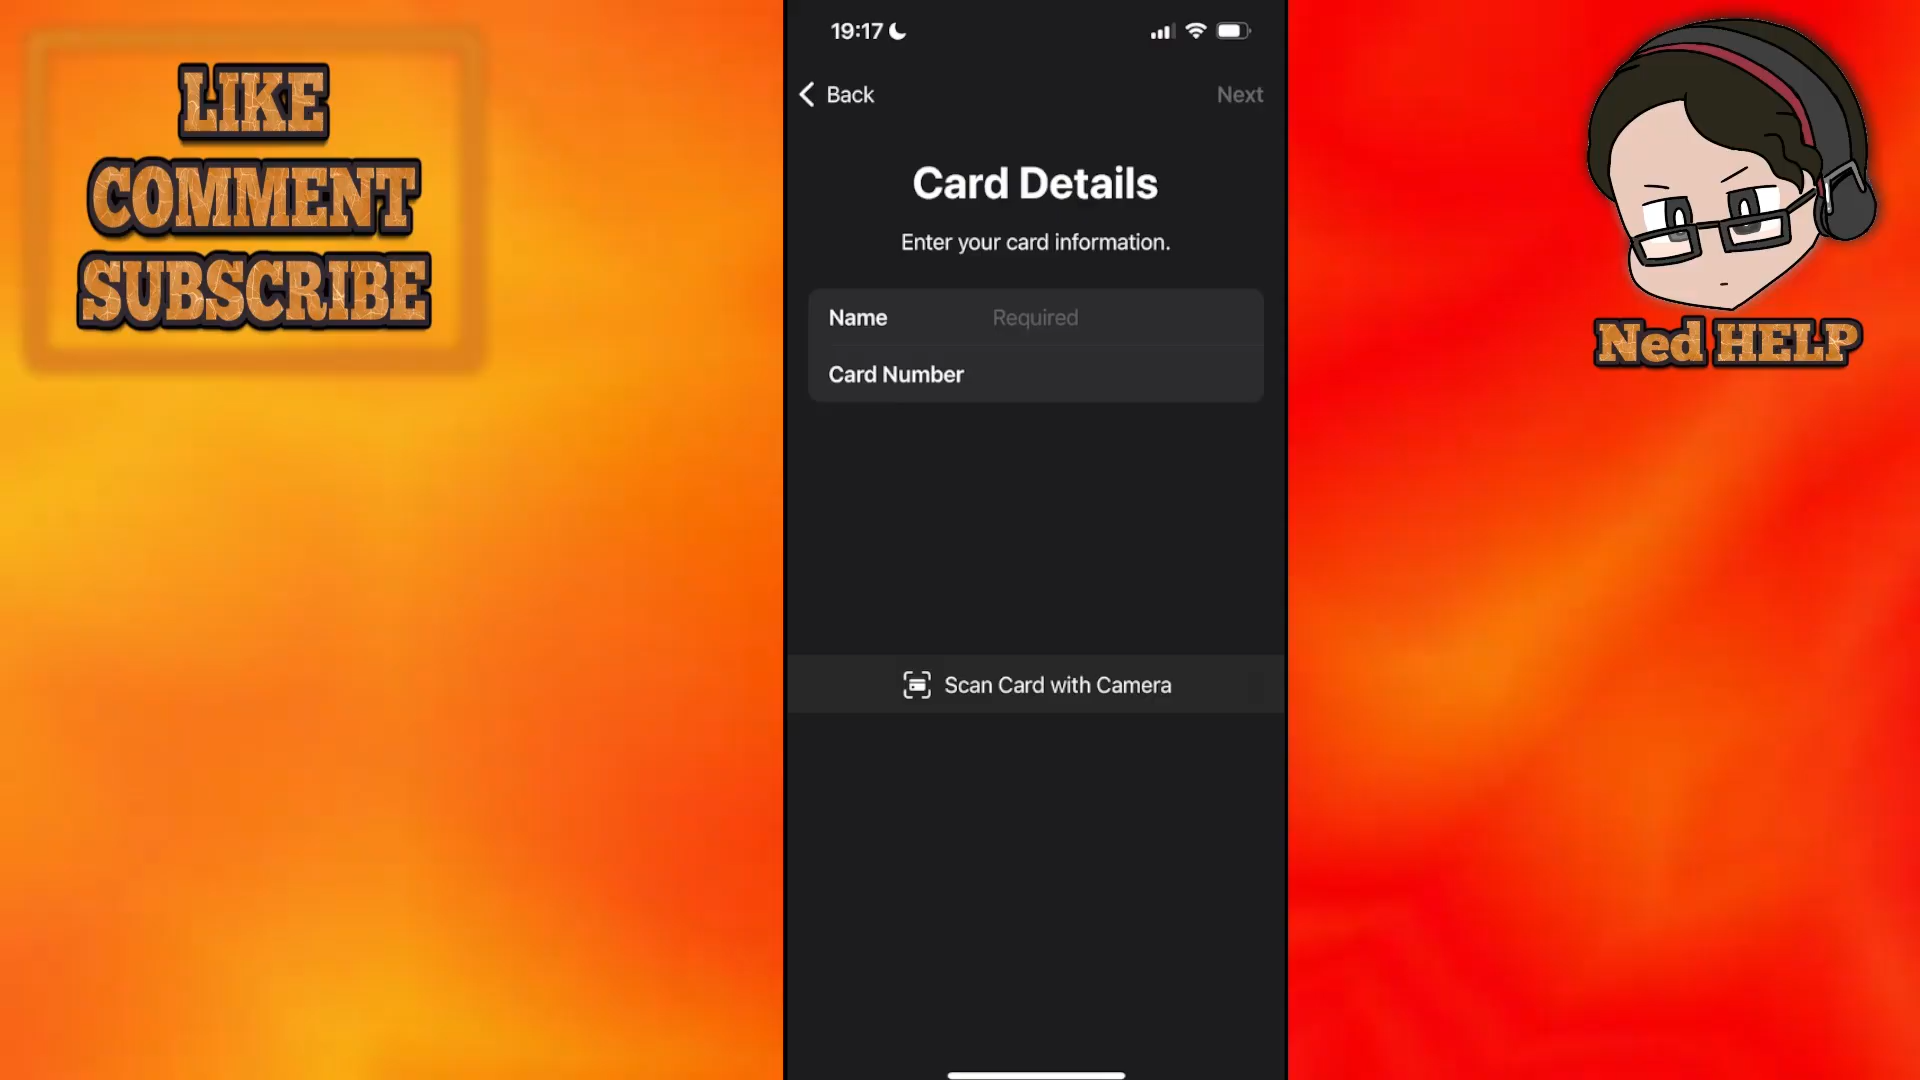 LIKE
COMMENT
SUBSCRIBE
19:17
Back
Next
Card Details
Enter your card information.
Name
Required
Card Number
Scan Card with Camera
Ned HELP